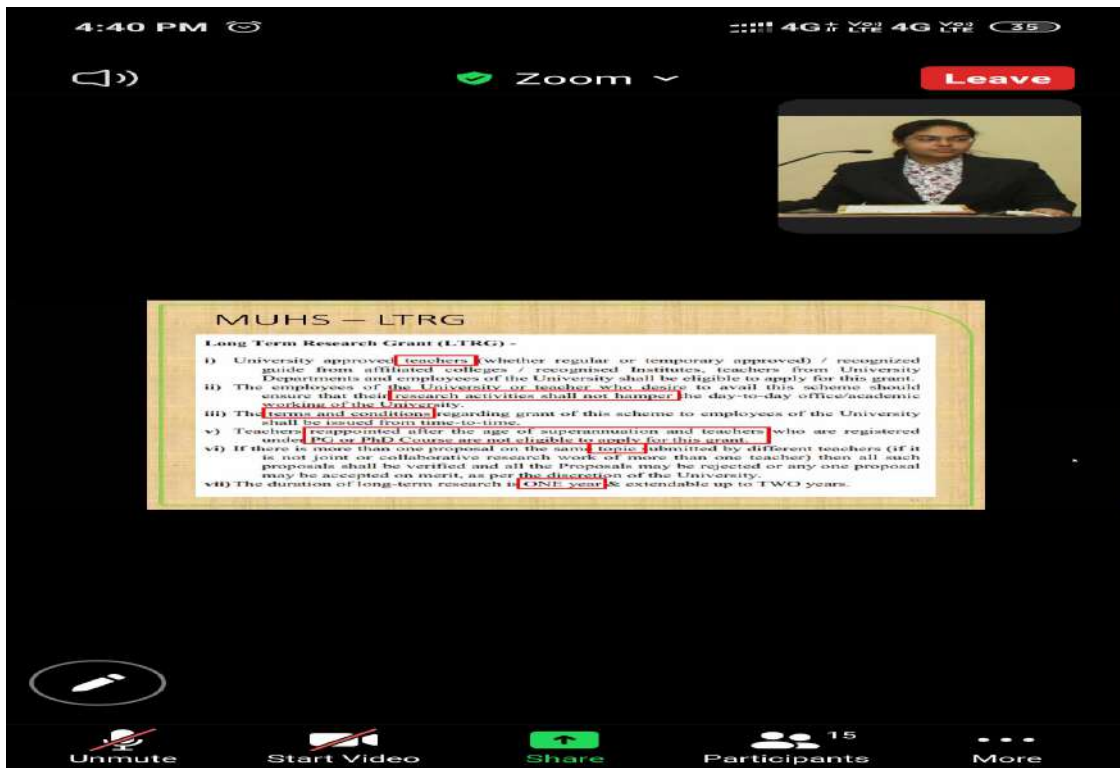 4:40 PM
4G+ Vo)) LTE 4G Vo)) LTE 35
Zoom
Leave
MUHS – LTRG
Long Term Research Grant (LTRG) -
i) University approved teachers (whether regular or temporary approved) / recognized
guide from affiliated colleges / recognised Institutes, teachers from University
Departments and employees of the University shall be eligible to apply for this grant.
ii) The employees of the University or teacher who desire to avail this scheme should
ensure that their research activities shall not hamper the day-to-day office/academic
working of the University.
iii) The terms and conditions regarding grant of this scheme to employees of the University
shall be issued from time-to-time.
v) Teachers reappointed after the age of superannuation and teachers who are registered
under PG or PhD Course are not eligible to apply for this grant.
vi) If there is more than one proposal on the same topic submitted by different teachers (if it
is not joint or collaborative research work of more than one teacher) then all such
proposals shall be verified and all the Proposals may be rejected or any one proposal
may be accepted on merit, as per the discretion of the University.
vii) The duration of long-term research is ONE year & extendable up to TWO years.
Unmute
Start Video
Share
Participants 15
More